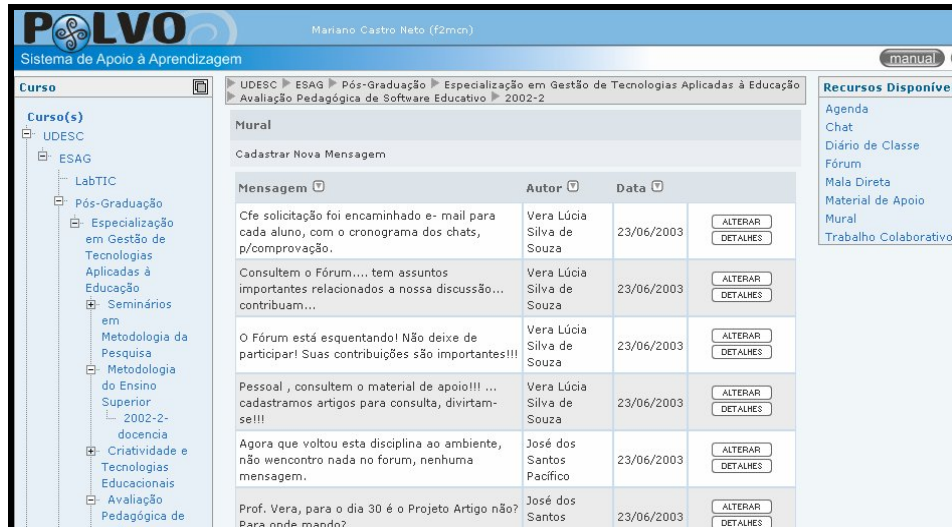 POLVO
Mariano Castro Neto (f2mcn)
Sistema de Apoio à Aprendizagem
manual
Curso
Curso(s)
UDESC
ESAG
LabTIC
Pós-Graduação
Especialização
em Gestão de
Tecnologias
Aplicadas à
Educação
Seminários
em
Metodologia da
Pesquisa
Metodologia
do Ensino
Superior
2002-2-
docencia
Criatividade e
Tecnologias
Educacionais
Avaliação
Pedagógica de
UDESC ESAG Pós-Graduação Especialização em Gestão de Tecnologias Aplicadas à Educação
Avaliação Pedagógica de Software Educativo 2002-2
Mural
Cadastrar Nova Mensagem
Mensagem Autor Data
Cfe solicitação foi encaminhado e- mail para
cada aluno, com o cronograma dos chats,
p/comprovação.
Vera Lúcia
Silva de
Souza
23/06/2003
ALTERAR
DETALHES
Consultem o Fórum.... tem assuntos
importantes relacionados a nossa discussão...
contribuam...
Vera Lúcia
Silva de
Souza
23/06/2003
ALTERAR
DETALHES
O Fórum está esquentando! Não deixe de
participar! Suas contribuições são importantes!!!
Vera Lúcia
Silva de
Souza
23/06/2003
ALTERAR
DETALHES
Pessoal , consultem o material de apoio!!! ...
cadastramos artigos para consulta, divirtam-
se!!!
Vera Lúcia
Silva de
Souza
23/06/2003
ALTERAR
DETALHES
Agora que voltou esta disciplina ao ambiente,
não wencontro nada no forum, nenhuma
mensagem.
José dos
Santos
Pacífico
23/06/2003
ALTERAR
DETALHES
Prof. Vera, para o dia 30 é o Projeto Artigo não?
Para onde mando?
José dos
Santos
23/06/2003
ALTERAR
DETALHES
Recursos Disponíve
Agenda
Chat
Diário de Classe
Fórum
Mala Direta
Material de Apoio
Mural
Trabalho Colaborativo